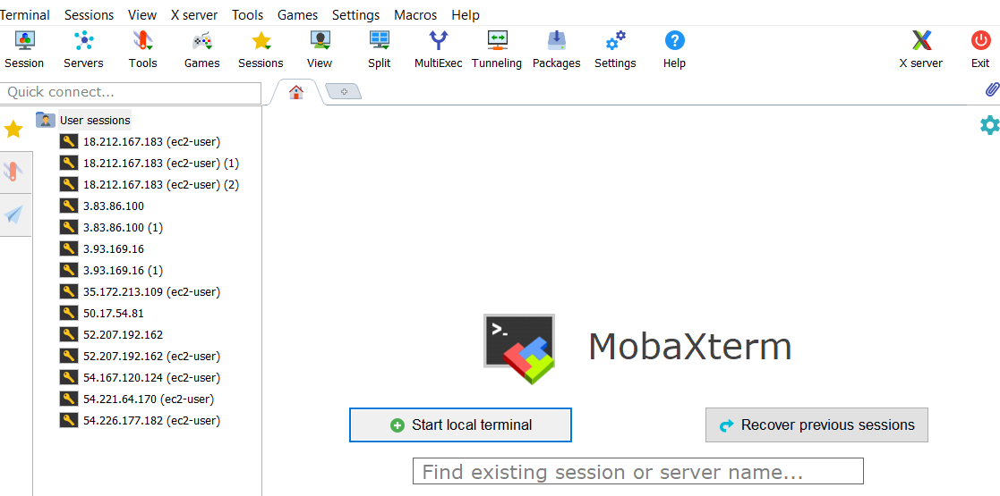 Terminal Sessions View X server Tools Games Settings Macros Help
Session Servers Tools Games Sessions View Split MultiExec Tunneling Packages Settings Help X server Exit
Quick connect...
User sessions
18.212.167.183 (ec2-user)
18.212.167.183 (ec2-user) (1)
18.212.167.183 (ec2-user) (2)
3.83.86.100
3.83.86.100 (1)
3.93.169.16
3.93.169.16 (1)
35.172.213.109 (ec2-user)
50.17.54.81
52.207.192.162
52.207.192.162 (ec2-user)
54.167.120.124 (ec2-user)
54.221.64.170 (ec2-user)
54.226.177.182 (ec2-user)
MobaXterm
Start local terminal
Recover previous sessions
Find existing session or server name...